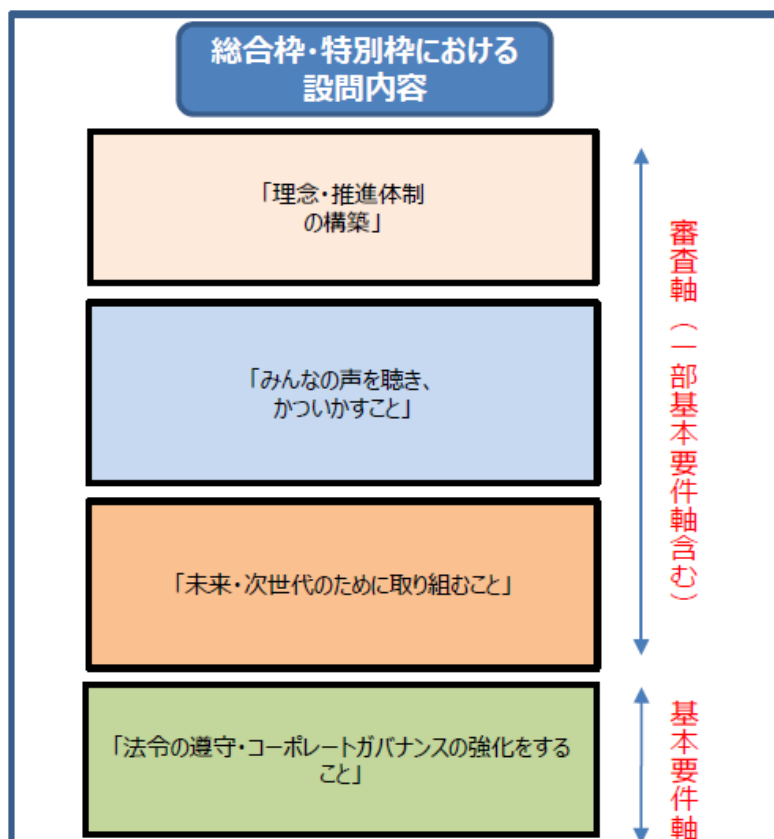 総合枠・特別枠における
設問内容
「理念・推進体制
の構築」
「みんなの声を聴き、
かついかすこと」
「未来・次世代のために取り組むこと」
「法令の遵守・コーポレートガバナンスの強化をする
こと」
審査軸（一部基本要件軸含む）
基本要件軸